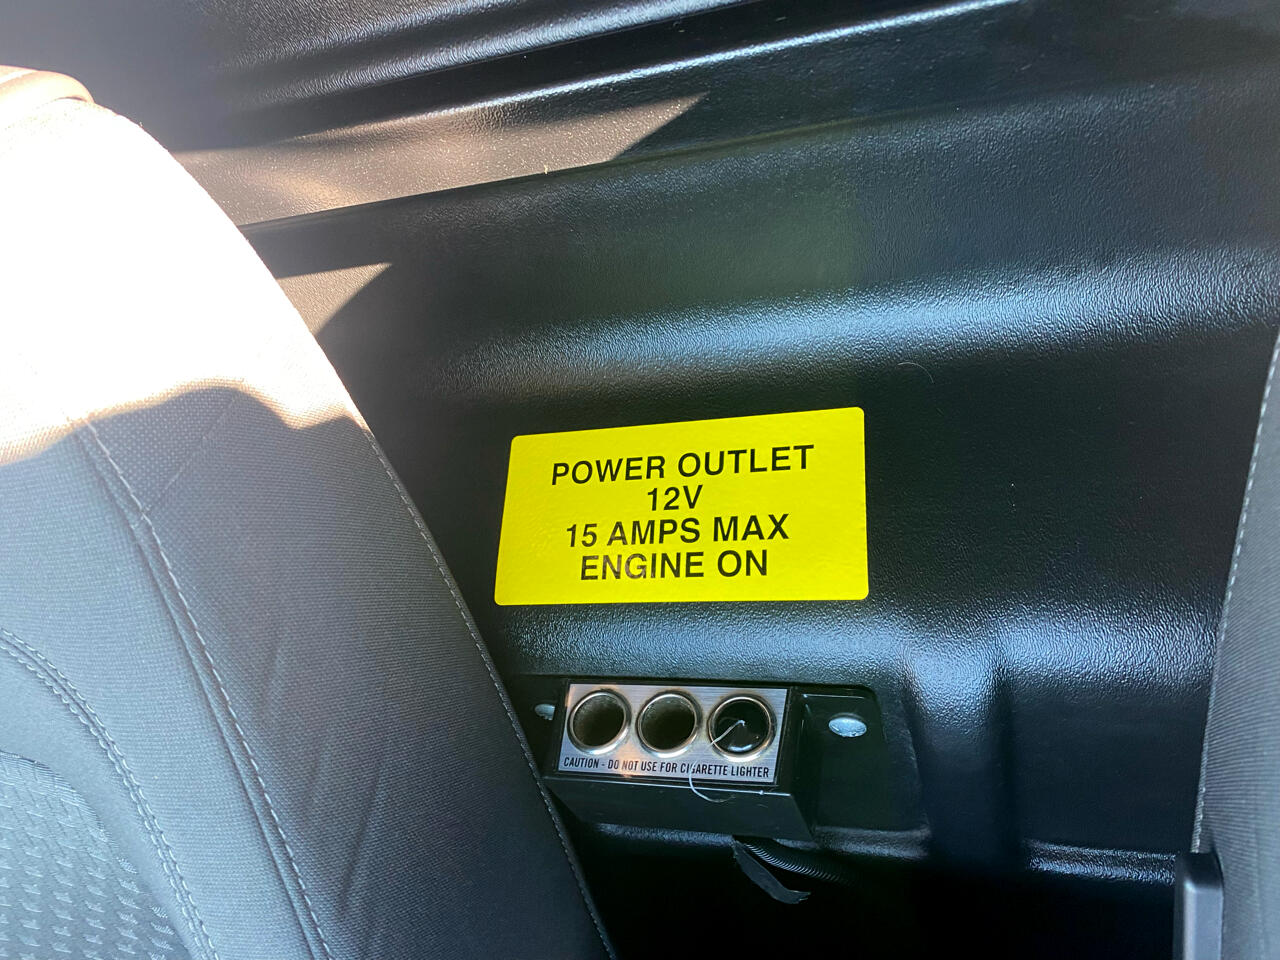 POWER OUTLET
12V
15 AMPS MAX
ENGINE ON
CAUTION - DO NOT USE FOR CIGARETTE LIGHTER